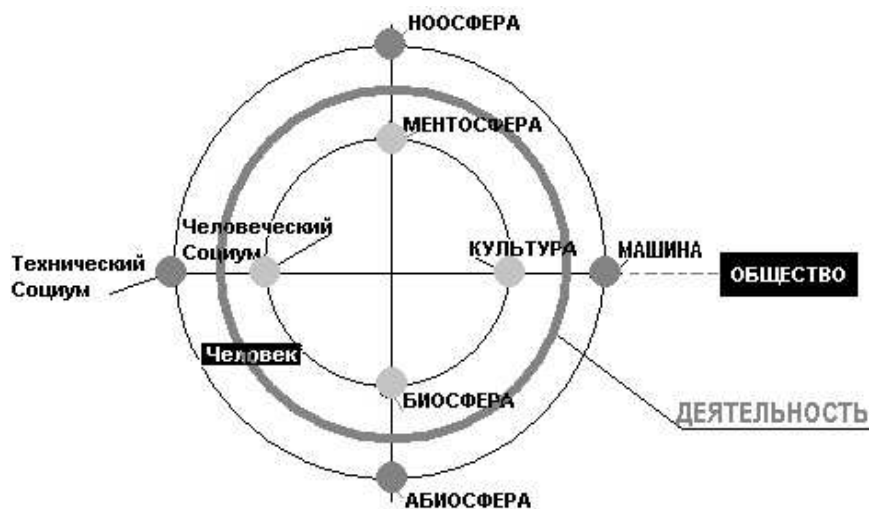 НООСФЕРА
МЕНТОСФЕРА
Человеческий
Социум
КУЛЬТУРА
МАШИНА
Технический
Социум
ОБЩЕСТВО
Человек
БИОСФЕРА
ДЕЯТЕЛЬНОСТЬ
АБИОСФЕРА